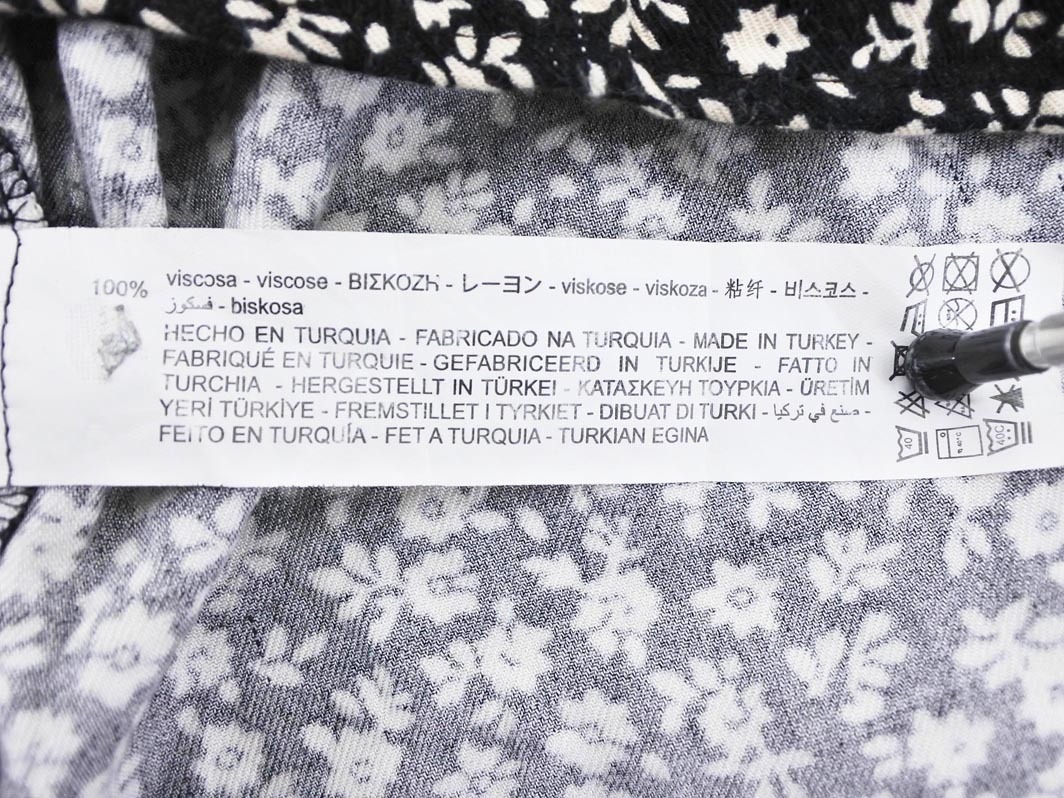 100% viscosa - viscose - ΒΙΣΚΟΖΗ - レーヨン - viskose - viskoza - 粘纤 - 비스코스 -
فسكوز - biskosa
HECHO EN TURQUIA - FABRICADO NA TURQUIA - MADE IN TURKEY -
FABRIQUÉ EN TURQUIE - GEFABRICEERD IN TURKIJE - FATTO IN
TURCHIA - HERGESTELLT IN TÜRKEI - ΚΑΤΑΣΚΕΥΗ ΤΟΥΡΚΙΑ - ÜRETİM
YERİ TÜRKİYE - FREMSTILLET I TYRKIET - DIBUAT DI TURKI - صنع في تركيا -
FEITO EN TURQUÍA - FET A TURQUIA - TURKIAN EGINA
40 40°C 40C